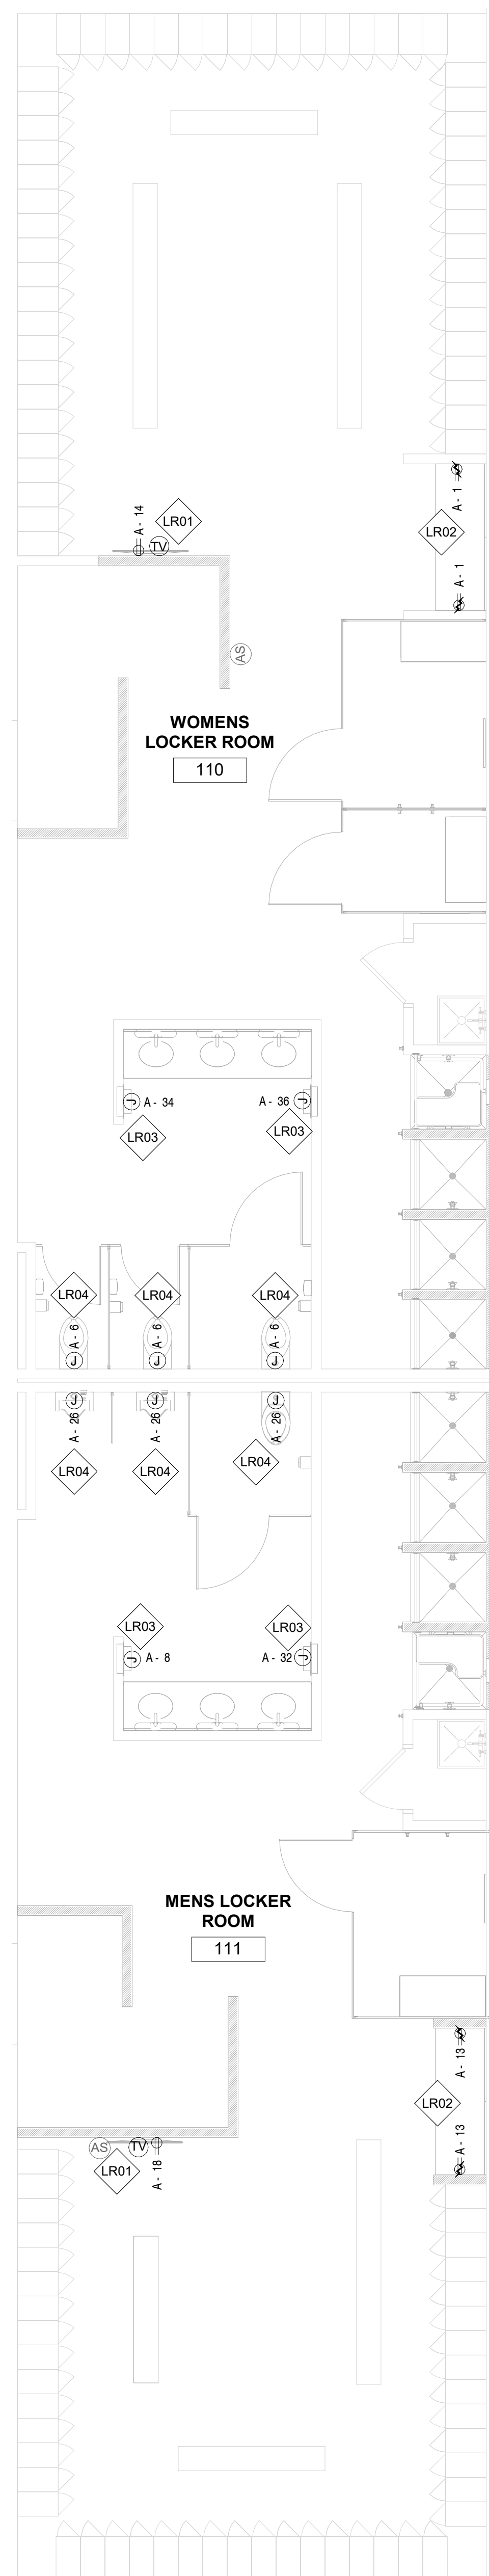 A - 14
LR01
TV
A - 1
LR02
A - 1
AS
WOMENS
LOCKER ROOM
110
J
A - 34
A - 36
J
LR03
LR03
LR04
LR04
LR04
A - 6
A - 6
A - 6
J
J
J
J
J
J
A - 26
A - 26
A - 26
LR04
LR04
LR04
LR03
LR03
J
A - 8
A - 32
J
MENS LOCKER
ROOM
111
A - 13
LR02
A - 13
AS
TV
LR01
A - 18